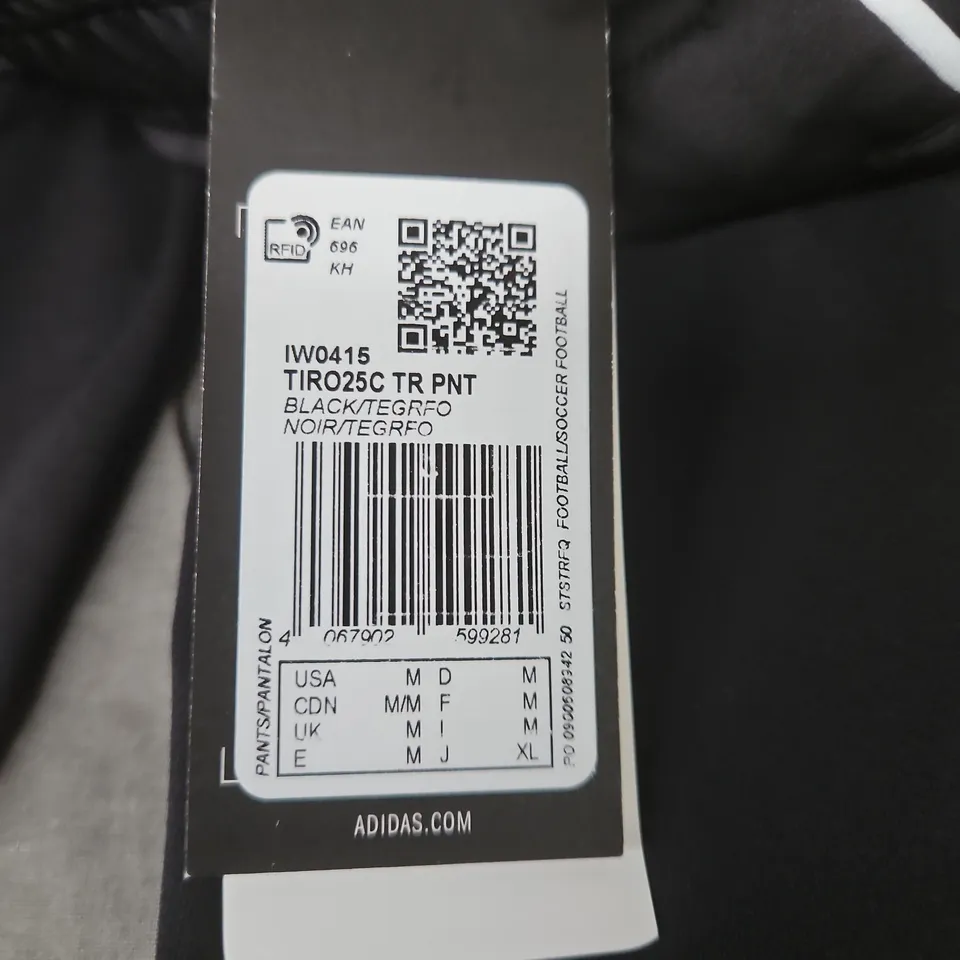 RFID
EAN
696
KH
IW0415
TIRO25C TR PNT
BLACK/TEGRFO
NOIR/TEGRFO
4 067902 599281
PANTS/PANTALON
USA M D M
CDN M/M F M
UK M I M
E M J XL
PO 0900608942 50 STSTRFQ FOOTBALL/SOCCER FOOTBALL
ADIDAS.COM